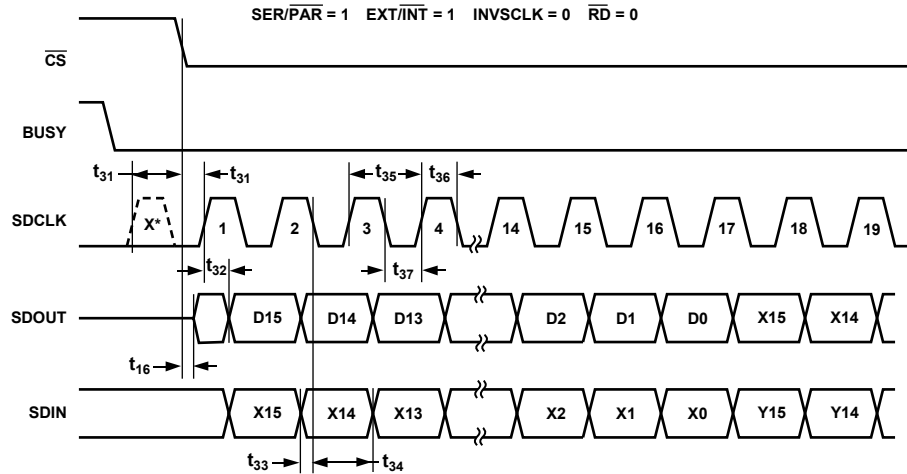 SER/PAR = 1 EXT/INT = 1 INVSCLK = 0 RD = 0
CS
BUSY
t31 t31 t35 t36
SDCLK X* 1 2 3 4 14 15 16 17 18 19
t32 t37
SDOUT D15 D14 D13 D2 D1 D0 X15 X14
t16
SDIN X15 X14 X13 X2 X1 X0 Y15 Y14
t33 t34